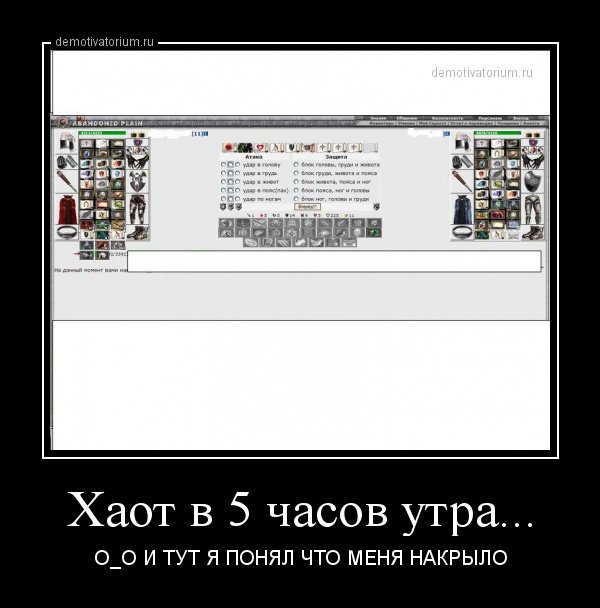 demotivatorium.ru
demotivatorium.ru
ABANDONED PLAIN
Знания Общение Безопасность Персонаж Выход
[11]
Атака Защита
удар в голову блок головы, груди и живота
удар в грудь блок груди, живота и пояса
удар в живот блок живота, пояса и ног
удар в пояс(пах) блок пояса, ног и головы
удар по ногам блок ног, головы и груди
Вперед!!!
На данный момент вами
Хаот в 5 часов утра...
О_О И ТУТ Я ПОНЯЛ ЧТО МЕНЯ НАКРЫЛО